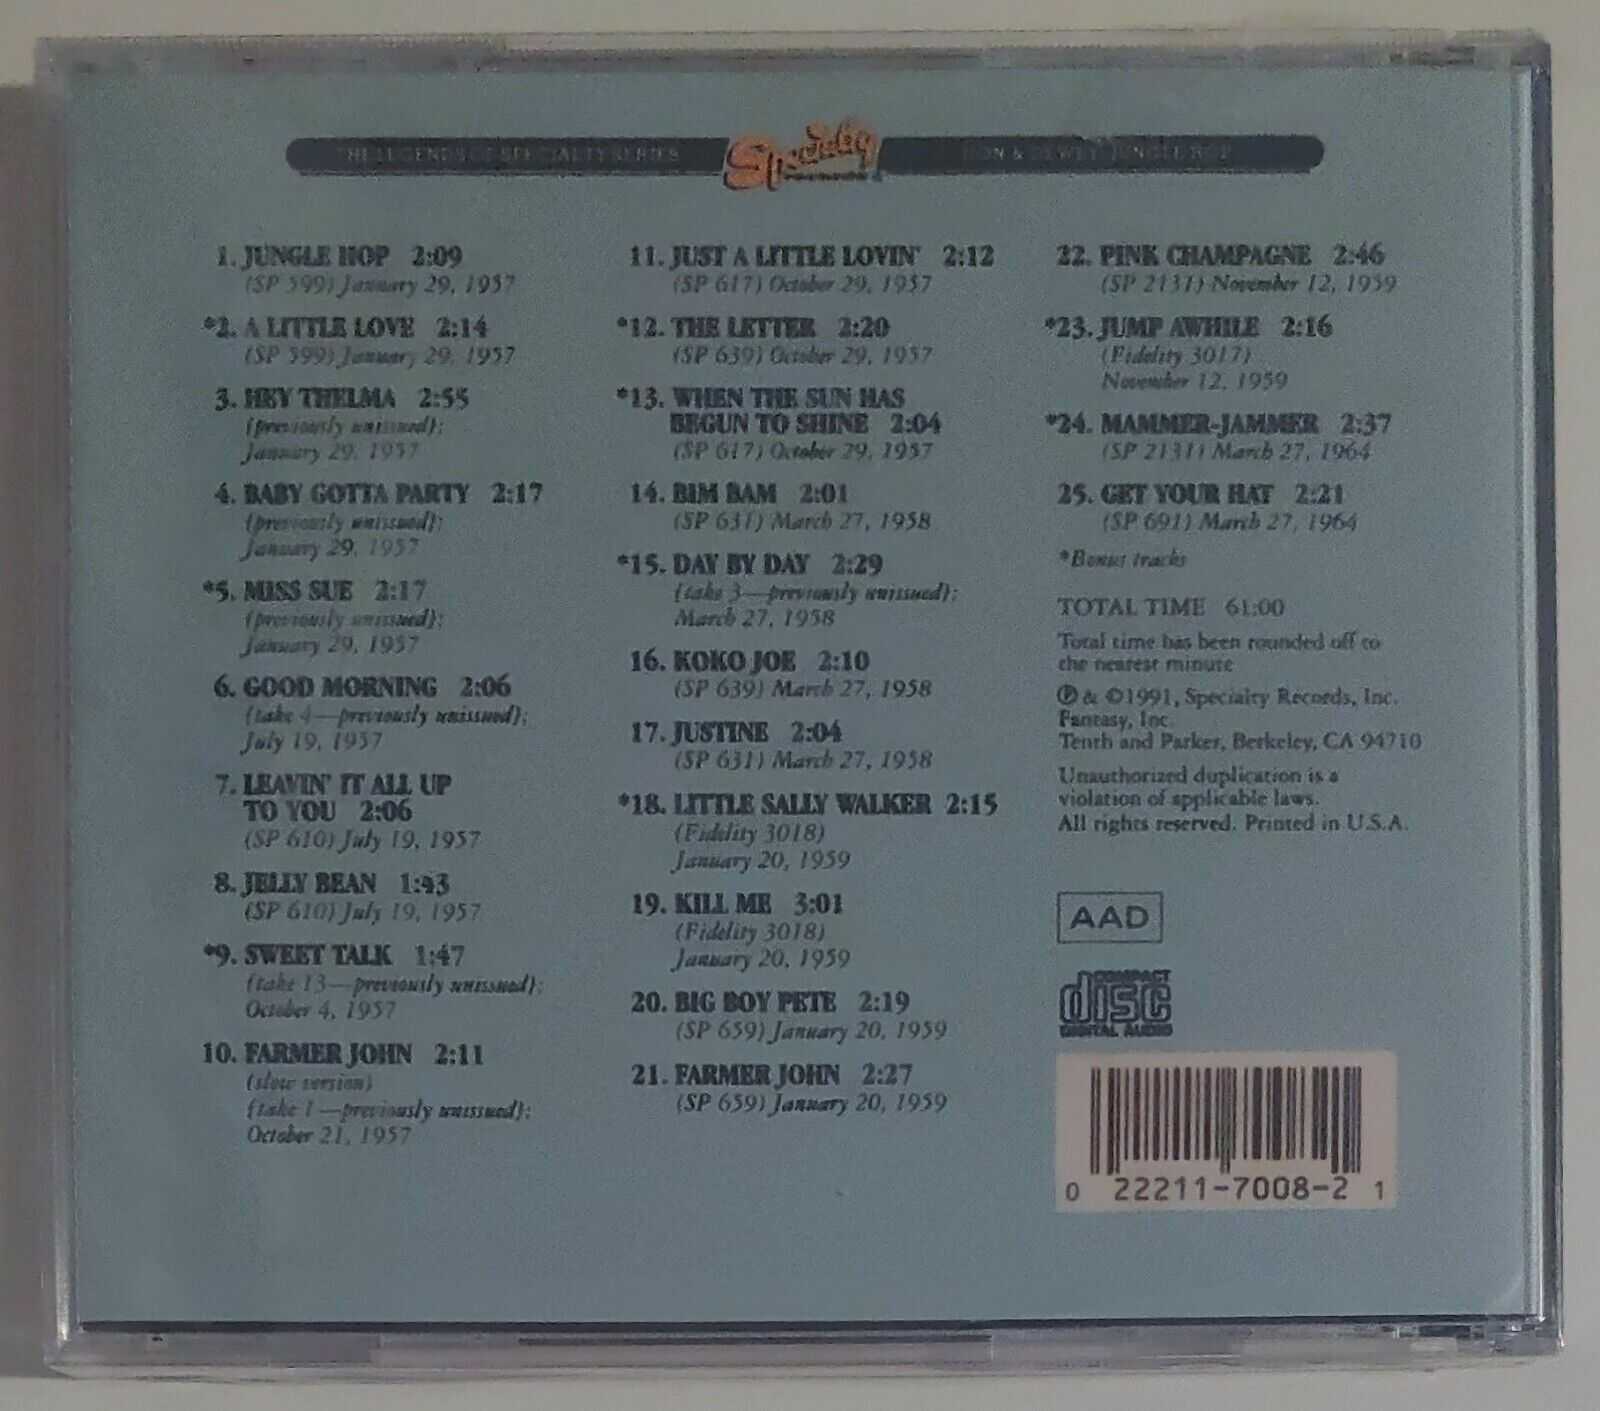 THE LEGENDS OF SPECIALTY SERIES
Specialty
DON & DEWEY JUNGLE HOP
1. JUNGLE HOP 2:09
(SP 599) January 29, 1957
*2. A LITTLE LOVE 2:14
(SP 599) January 29, 1957
3. HEY THELMA 2:55
(previously unissued);
January 29, 1957
4. BABY GOTTA PARTY 2:17
(previously unissued);
January 29, 1957
*5. MISS SUE 2:17
(previously unissued);
January 29, 1957
6. GOOD MORNING 2:06
(take 4—previously unissued);
July 19, 1957
7. LEAVIN' IT ALL UP
TO YOU 2:06
(SP 610) July 19, 1957
8. JELLY BEAN 1:43
(SP 610) July 19, 1957
*9. SWEET TALK 1:47
(take 13—previously unissued);
October 4, 1957
10. FARMER JOHN 2:11
(slow version)
(take 1—previously unissued);
October 21, 1957
11. JUST A LITTLE LOVIN' 2:12
(SP 617) October 29, 1957
*12. THE LETTER 2:20
(SP 639) October 29, 1957
*13. WHEN THE SUN HAS
BEGUN TO SHINE 2:04
(SP 617) October 29, 1957
14. BIM BAM 2:01
(SP 631) March 27, 1958
*15. DAY BY DAY 2:29
(take 3—previously unissued);
March 27, 1958
16. KOKO JOE 2:10
(SP 639) March 27, 1958
17. JUSTINE 2:04
(SP 631) March 27, 1958
*18. LITTLE SALLY WALKER 2:15
(Fidelity 3018)
January 20, 1959
19. KILL ME 3:01
(Fidelity 3018)
January 20, 1959
20. BIG BOY PETE 2:19
(SP 659) January 20, 1959
21. FARMER JOHN 2:27
(SP 659) January 20, 1959
22. PINK CHAMPAGNE 2:46
(SP 2131) November 12, 1959
*23. JUMP AWHILE 2:16
(Fidelity 3017)
November 12, 1959
*24. MAMMER-JAMMER 2:37
(SP 2131) March 27, 1964
25. GET YOUR HAT 2:21
(SP 691) March 27, 1964
*Bonus tracks
TOTAL TIME 61:00
Total time has been rounded off to
the nearest minute
℗ & ©1991, Specialty Records, Inc.
Fantasy, Inc.
Tenth and Parker, Berkeley, CA 94710
Unauthorized duplication is a
violation of applicable laws.
All rights reserved. Printed in U.S.A.
AAD
COMPACT
disc
DIGITAL AUDIO
0 22211-7008-2 1